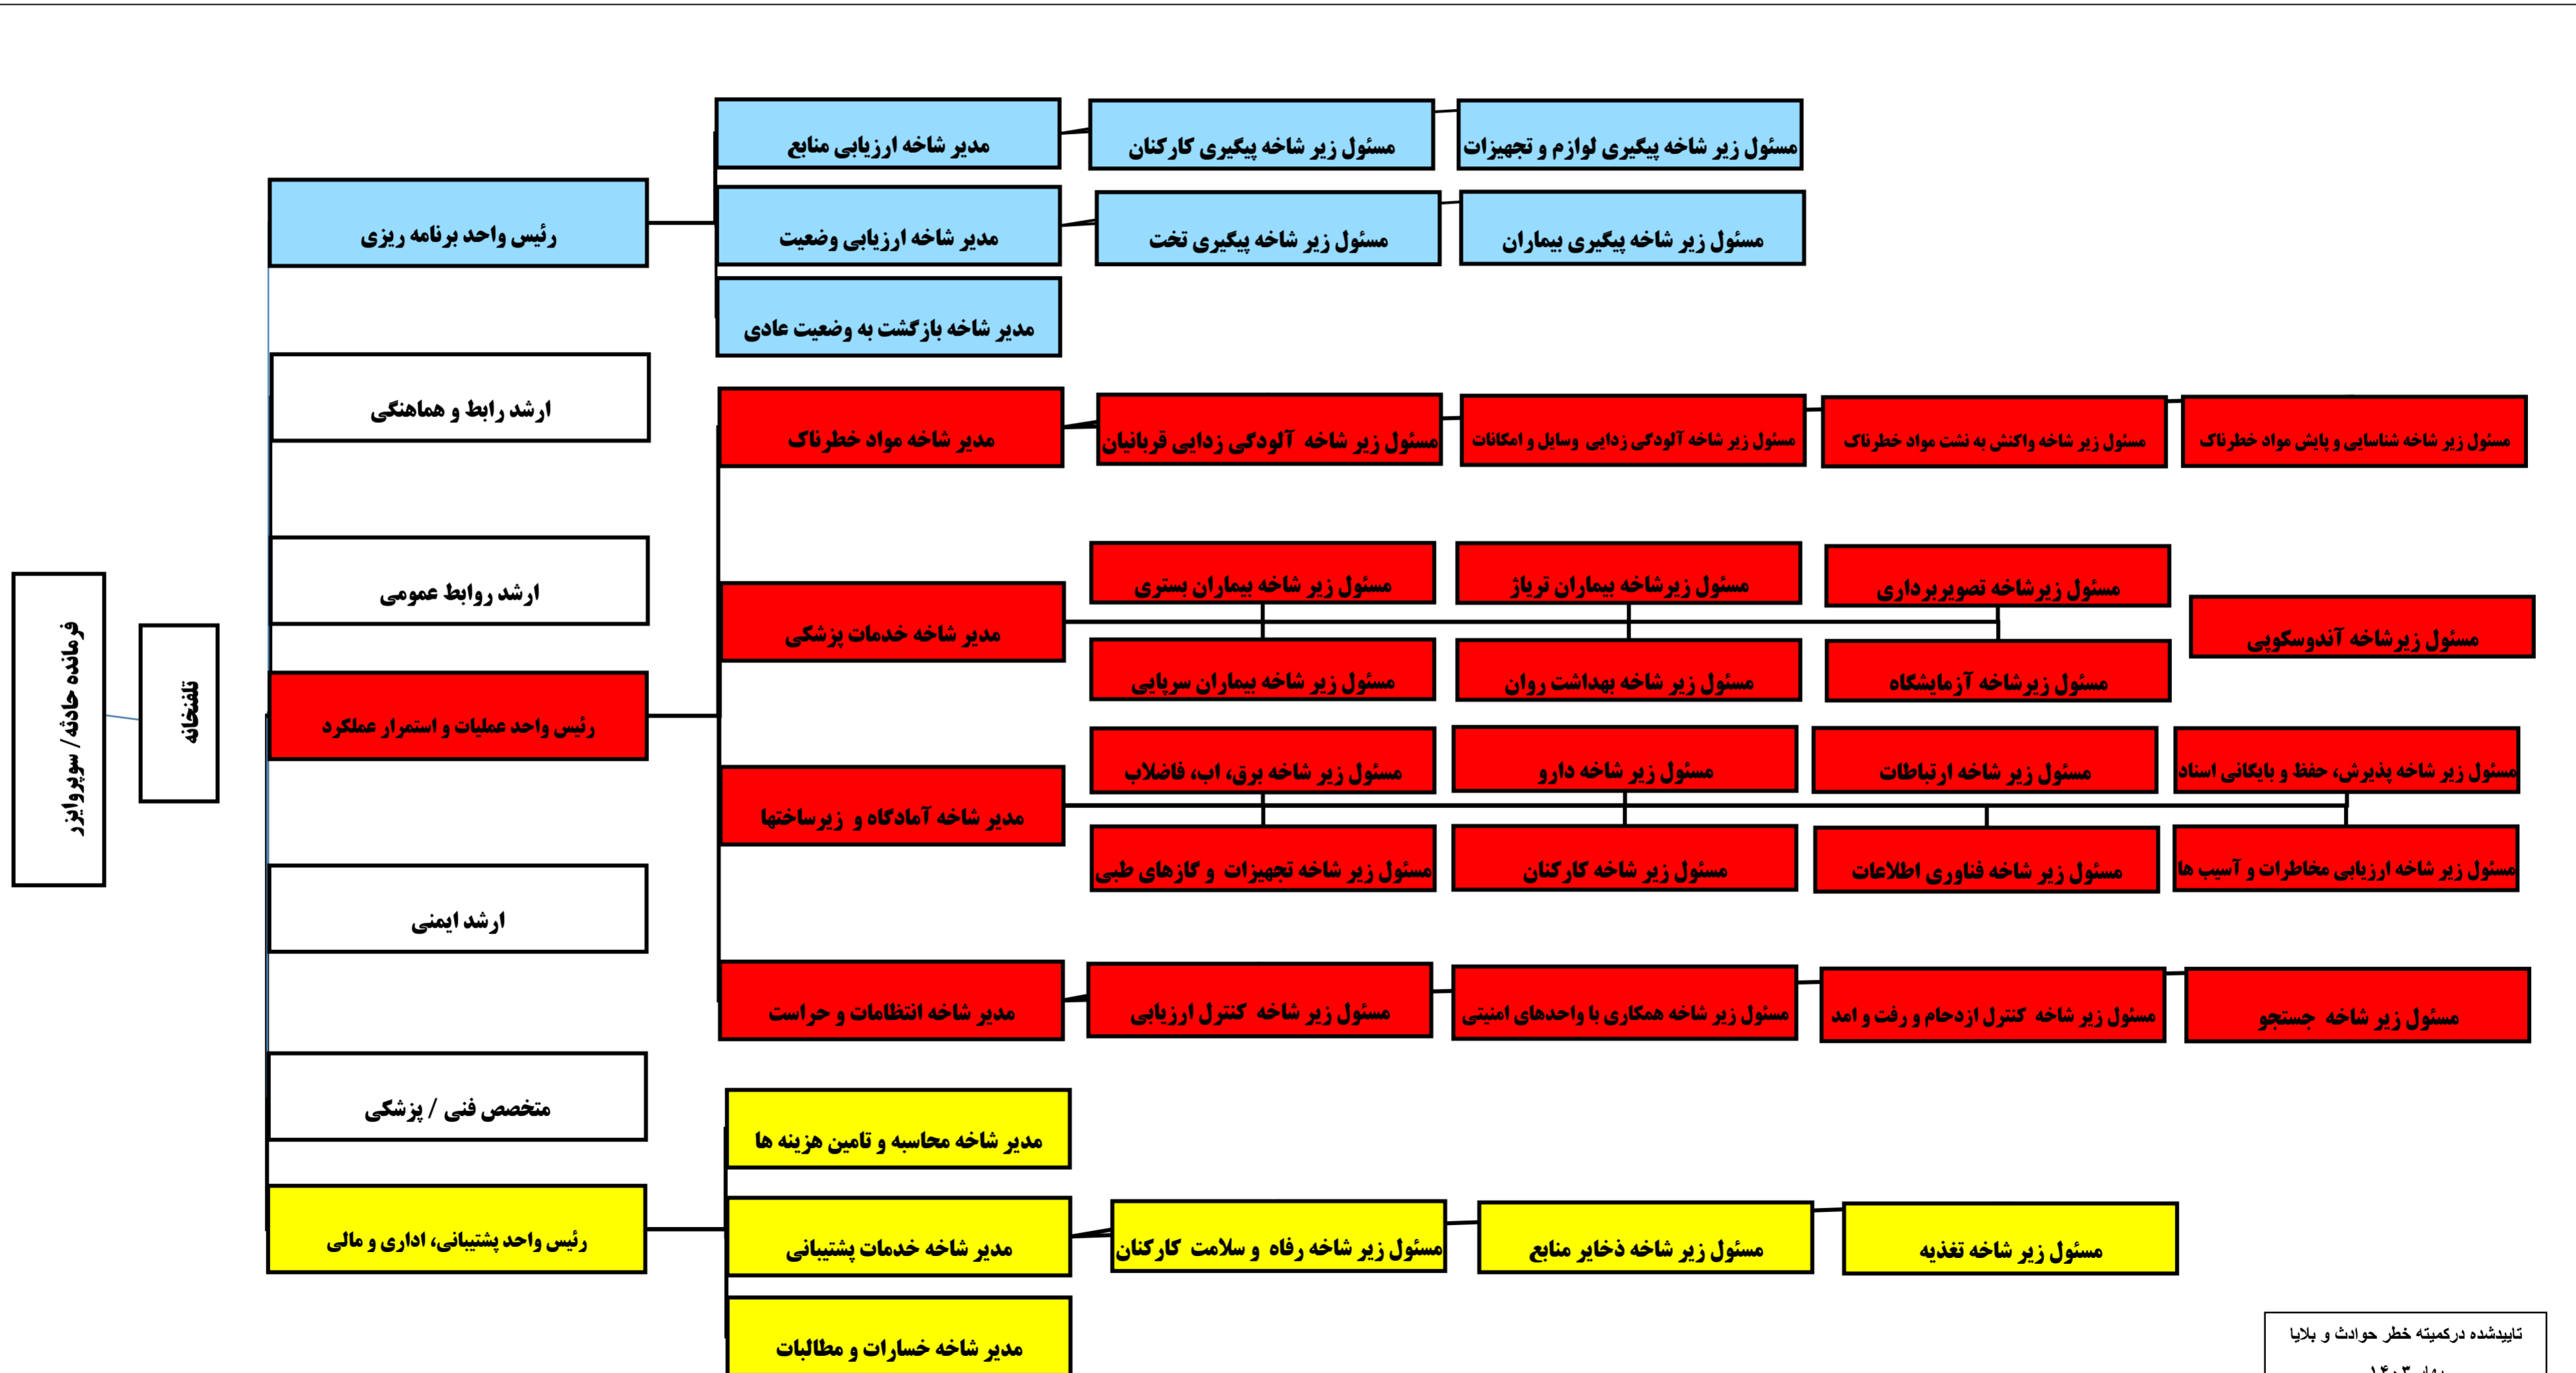 فرمانده حادثه/ سوپروایزر
تلفنخانه
رئیس واحد برنامه ریزی
مدیر شاخه ارزیابی منابع
مسئول زیر شاخه پیگیری کارکنان
مسئول زیر شاخه پیگیری لوازم و تجهیزات
مدیر شاخه ارزیابی وضعیت
مسئول زیر شاخه پیگیری تخت
مسئول زیر شاخه پیگیری بیماران
مدیر شاخه بازگشت به وضعیت عادی
ارشد رابط و هماهنگی
ارشد روابط عمومی
رئیس واحد عملیات و استمرار عملکرد
مدیر شاخه مواد خطرناک
مسئول زیر شاخه آلودگی زدایی قربانیان
مسئول زیر شاخه آلودگی زدایی وسایل و امکانات
مسئول زیر شاخه واکنش به نشت مواد خطرناک
مسئول زیر شاخه شناسایی و پایش مواد خطرناک
مدیر شاخه خدمات پزشکی
مسئول زیر شاخه بیماران بستری
مسئول زیرشاخه بیماران تریاژ
مسئول زیرشاخه تصویربرداری
مسئول زیرشاخه آندوسکوپی
مسئول زیر شاخه بیماران سرپایی
مسئول زیر شاخه بهداشت روان
مسئول زیرشاخه آزمایشگاه
مدیر شاخه آمادگاه و زیرساختها
مسئول زیر شاخه برق، اب، فاضلاب
مسئول زیر شاخه دارو
مسئول زیر شاخه ارتباطات
مسئول زیر شاخه پذیرش، حفظ و بایگانی اسناد
مسئول زیر شاخه تجهیزات و گازهای طبی
مسئول زیر شاخه کارکنان
مسئول زیر شاخه فناوری اطلاعات
مسئول زیر شاخه ارزیابی مخاطرات و آسیب ها
مدیر شاخه انتظامات و حراست
مسئول زیر شاخه کنترل ارزیابی
مسئول زیر شاخه همکاری با واحدهای امنیتی
مسئول زیر شاخه کنترل ازدحام و رفت و امد
مسئول زیر شاخه جستجو
ارشد ایمنی
متخصص فنی / پزشکی
رئیس واحد پشتیبانی، اداری و مالی
مدیر شاخه محاسبه و تامین هزینه ها
مدیر شاخه خدمات پشتیبانی
مسئول زیر شاخه رفاه و سلامت کارکنان
مسئول زیر شاخه ذخایر منابع
مسئول زیر شاخه تغذیه
مدیر شاخه خسارات و مطالبات
تاییدشده درکمیته خطر حوادث و بلایا
بهار ۱۴۰۳